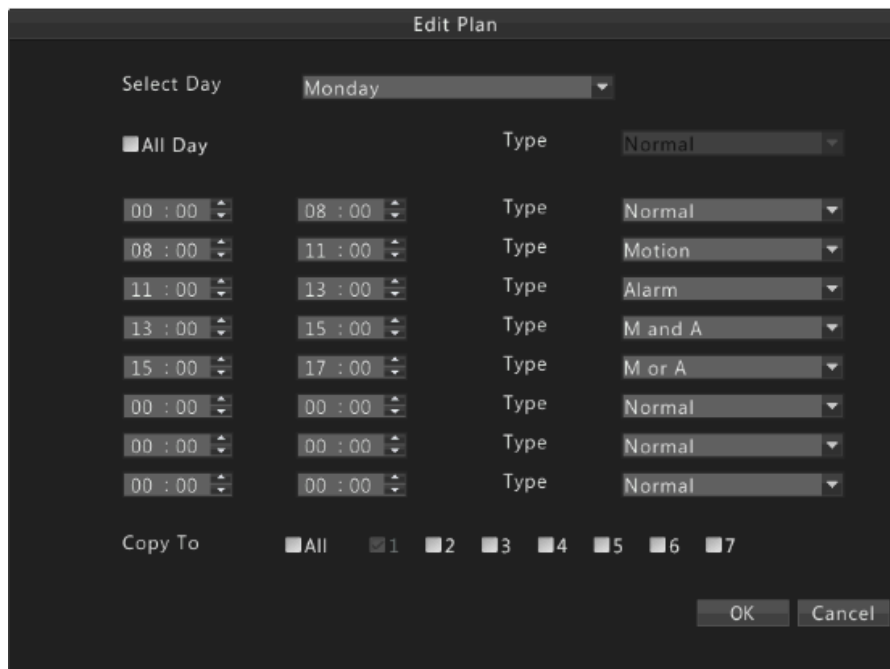 Edit Plan
Select Day Monday
All Day Type Normal
00 : 00 08 : 00 Type Normal
08 : 00 11 : 00 Type Motion
11 : 00 13 : 00 Type Alarm
13 : 00 15 : 00 Type M and A
15 : 00 17 : 00 Type M or A
00 : 00 00 : 00 Type Normal
00 : 00 00 : 00 Type Normal
00 : 00 00 : 00 Type Normal
Copy To All 1 2 3 4 5 6 7
OK Cancel